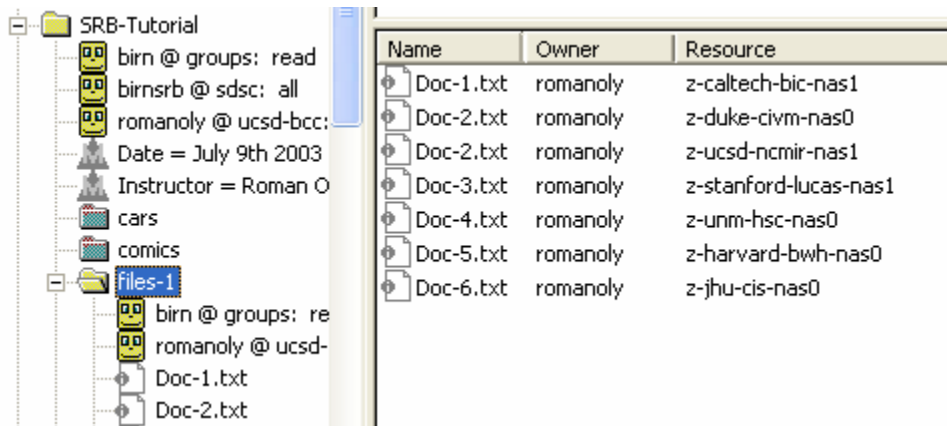 SRB-Tutorial
birn @ groups: read
birnsrb @ sdsc: all
romanoly @ ucsd-bcc:
Date = July 9th 2003
Instructor = Roman O
cars
comics
files-1
birn @ groups: re
romanoly @ ucsd-
Doc-1.txt
Doc-2.txt
Name Owner Resource
Doc-1.txt romanoly z-caltech-bic-nas1
Doc-2.txt romanoly z-duke-civm-nas0
Doc-2.txt romanoly z-ucsd-ncmir-nas1
Doc-3.txt romanoly z-stanford-lucas-nas1
Doc-4.txt romanoly z-unm-hsc-nas0
Doc-5.txt romanoly z-harvard-bwh-nas0
Doc-6.txt romanoly z-jhu-cis-nas0